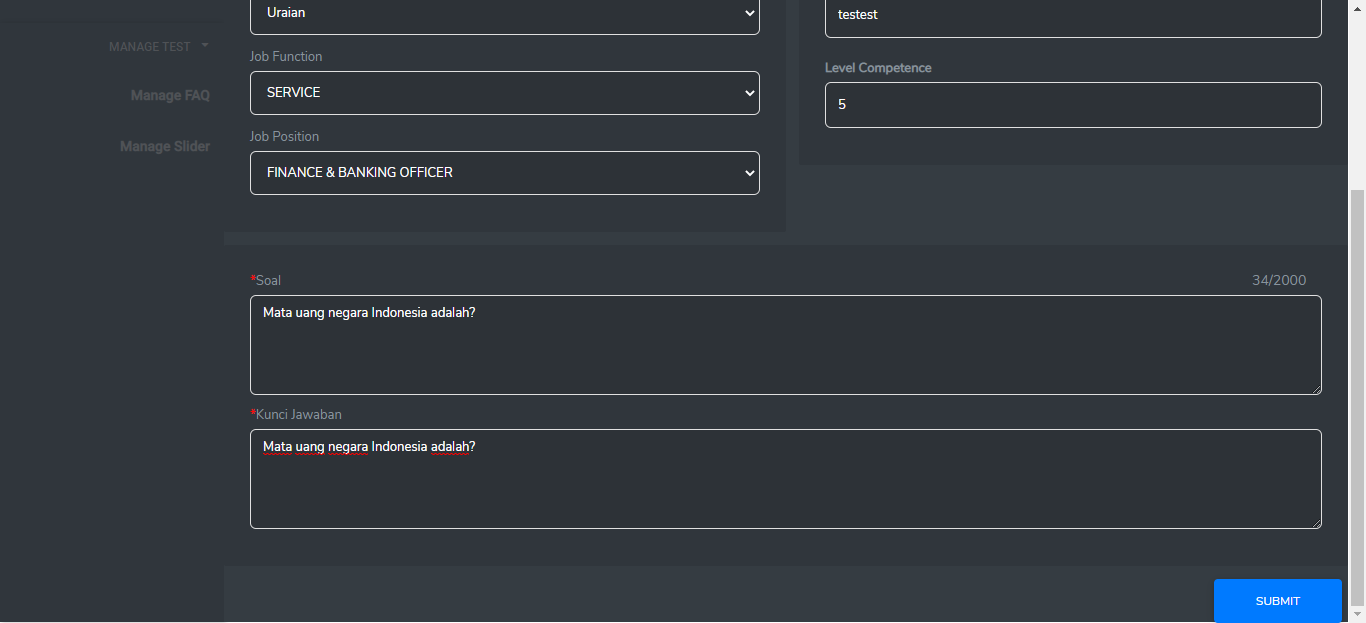 MANAGE TEST
Manage FAQ
Manage Slider
Uraian
Job Function
SERVICE
Job Position
FINANCE & BANKING OFFICER
testest
Level Competence
5
*Soal
34/2000
Mata uang negara Indonesia adalah?
*Kunci Jawaban
Mata uang negara Indonesia adalah?
SUBMIT